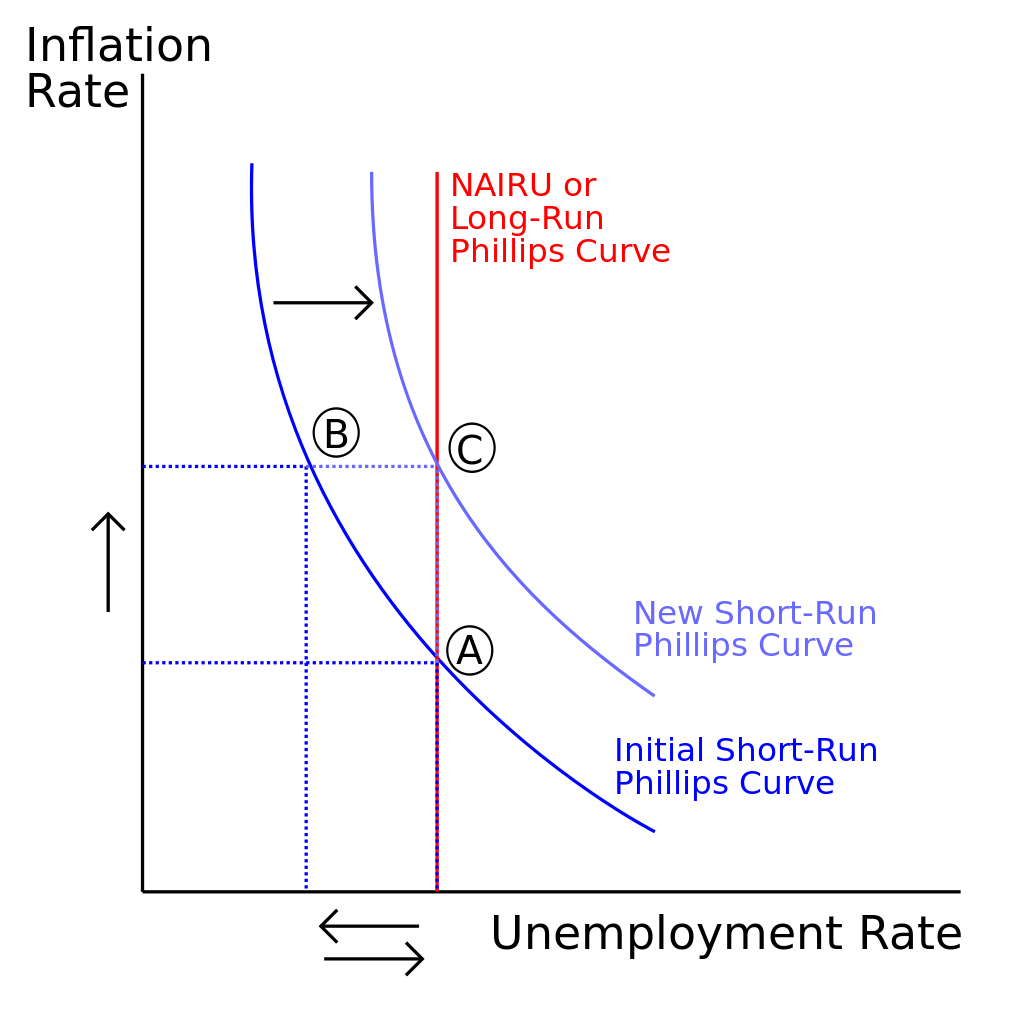 Inflation
Rate
NAIRU or
Long-Run
Phillips Curve
B
C
A
New Short-Run
Phillips Curve
Initial Short-Run
Phillips Curve
Unemployment Rate